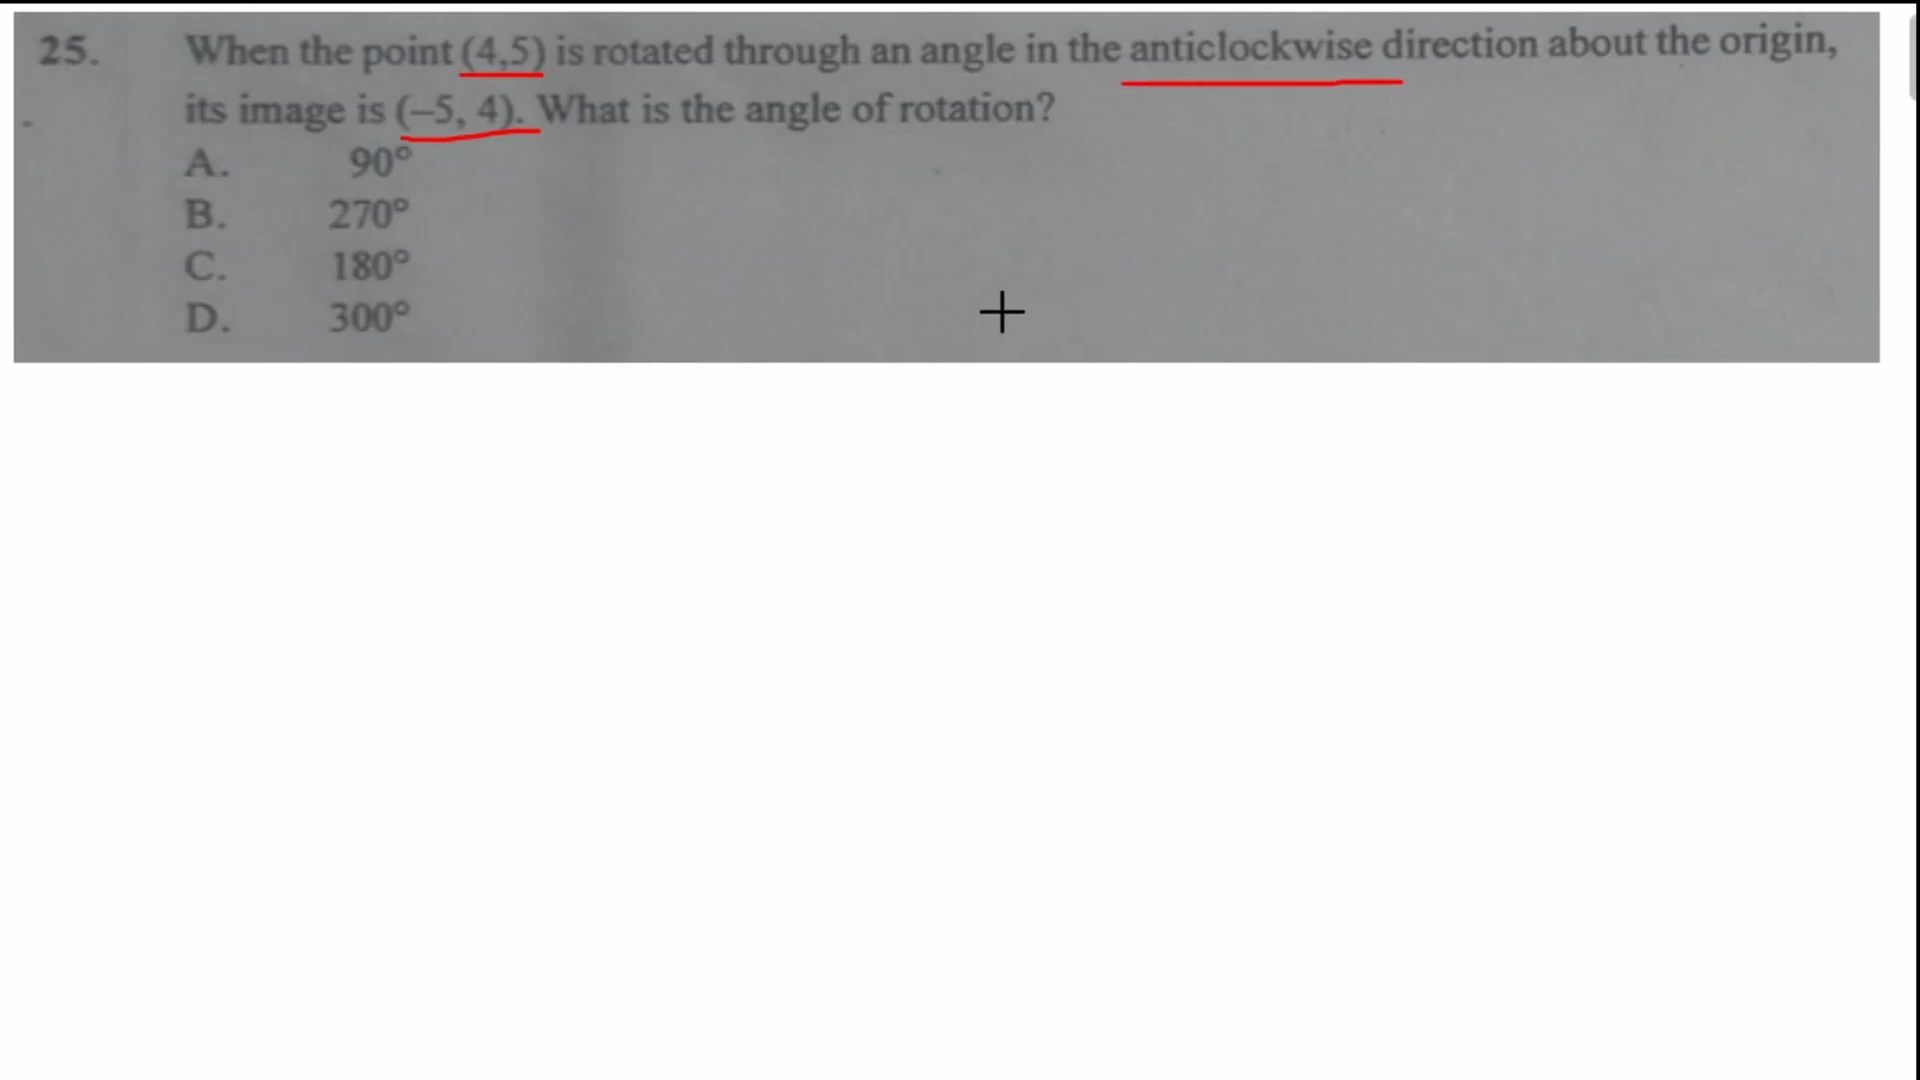 25. When the point (4,5) is rotated through an angle in the anticlockwise direction about the origin,
its image is (–5, 4). What is the angle of rotation?
A. 90°
B. 270°
C. 180°
D. 300°